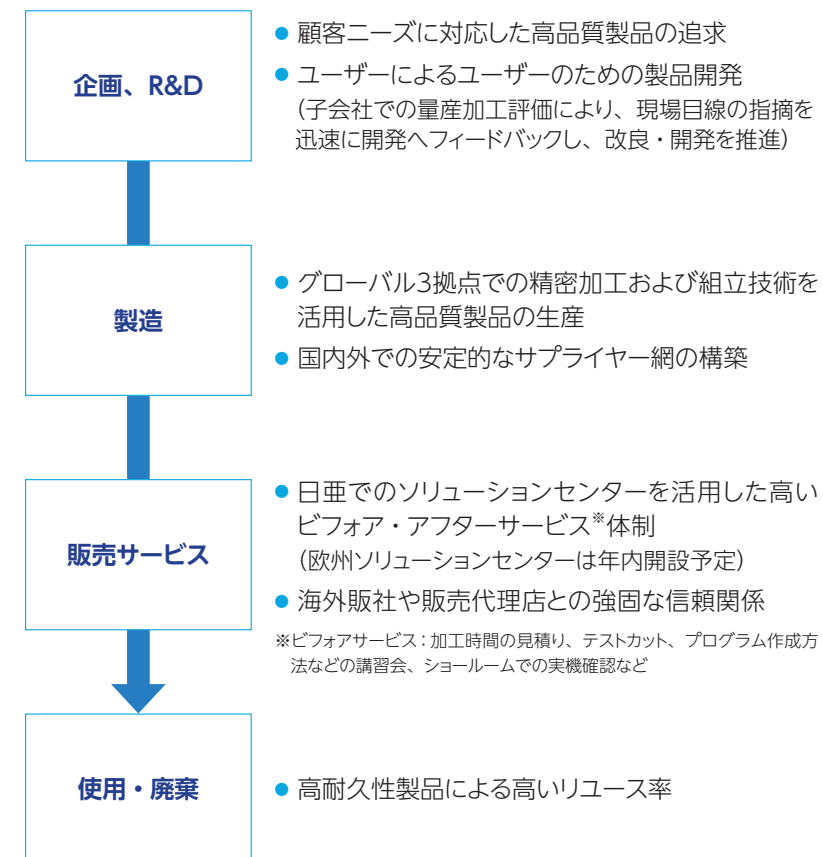 企画、R&D
● 顧客ニーズに対応した高品質製品の追求
● ユーザーによるユーザーのための製品開発
(子会社での量産加工評価により、現場目線の指摘を
迅速に開発へフィードバックし、改良・開発を推進)
製造
● グローバル3拠点での精密加工および組立技術を
活用した高品質製品の生産
● 国内外での安定的なサプライヤー網の構築
販売サービス
● 日亜でのソリューションセンターを活用した高い
ビフォア・アフターサービス※体制
(欧州ソリューションセンターは年内開設予定)
● 海外販社や販売代理店との強固な信頼関係
※ビフォアサービス：加工時間の見積り、テストカット、プログラム作成方
法などの講習会、ショールームでの実機確認など
使用・廃棄
● 高耐久性製品による高いリユース率